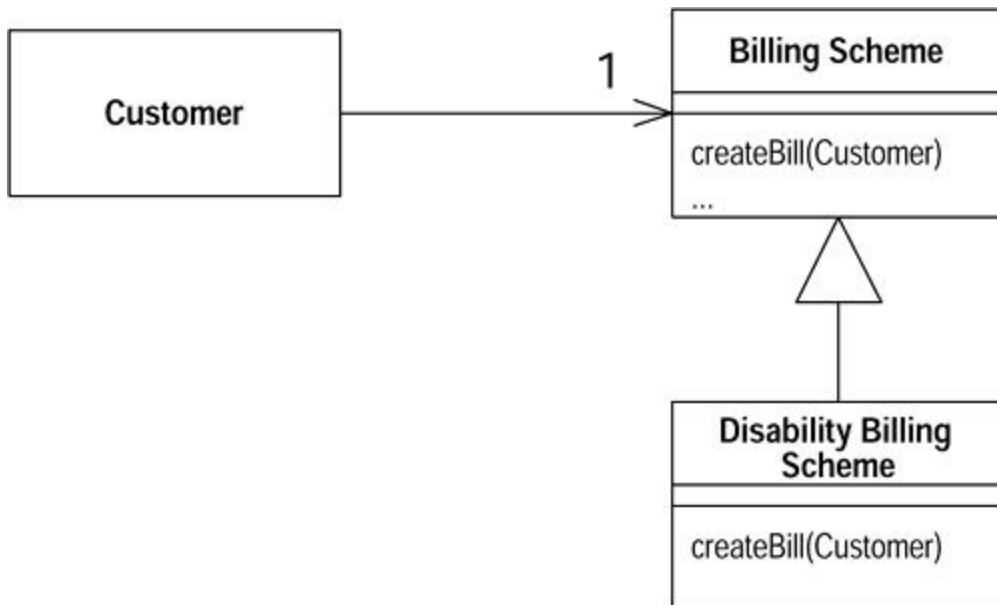 Customer
1
Billing Scheme
createBill(Customer)
...
Disability Billing
Scheme
createBill(Customer)